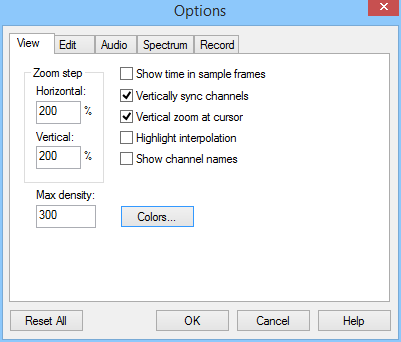 Options
View Edit Audio Spectrum Record
Zoom step
Horizontal:
200 %
Vertical:
200 %
Max density:
300
Show time in sample frames
Vertically sync channels
Vertical zoom at cursor
Highlight interpolation
Show channel names
Colors...
Reset All OK Cancel Help